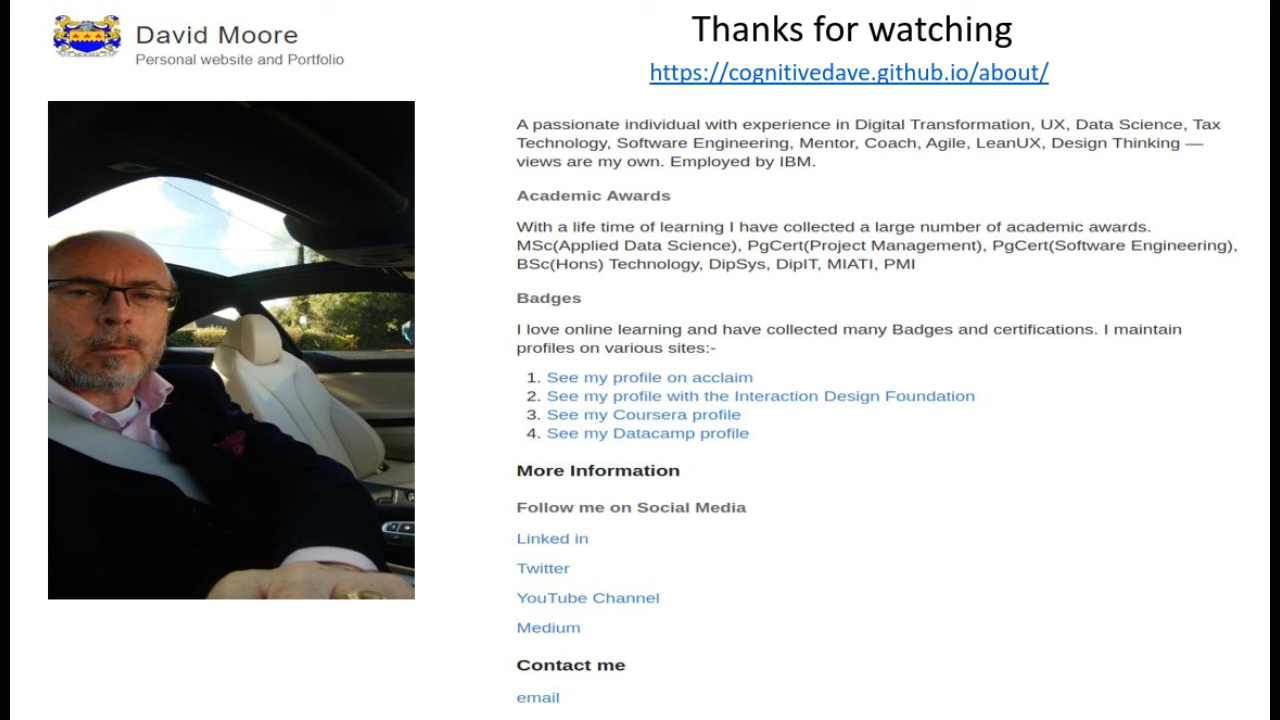 David Moore
Personal website and Portfolio
Thanks for watching
https://cognitivedave.github.io/about/
A passionate individual with experience in Digital Transformation, UX, Data Science, Tax
Technology, Software Engineering, Mentor, Coach, Agile, LeanUX, Design Thinking —
views are my own. Employed by IBM.
Academic Awards
With a life time of learning I have collected a large number of academic awards.
MSc(Applied Data Science), PgCert(Project Management), PgCert(Software Engineering),
BSc(Hons) Technology, DipSys, DipIT, MIATI, PMI
Badges
I love online learning and have collected many Badges and certifications. I maintain
profiles on various sites:-
1. See my profile on acclaim
2. See my profile with the Interaction Design Foundation
3. See my Coursera profile
4. See my Datacamp profile
More Information
Follow me on Social Media
Linked in
Twitter
YouTube Channel
Medium
Contact me
email